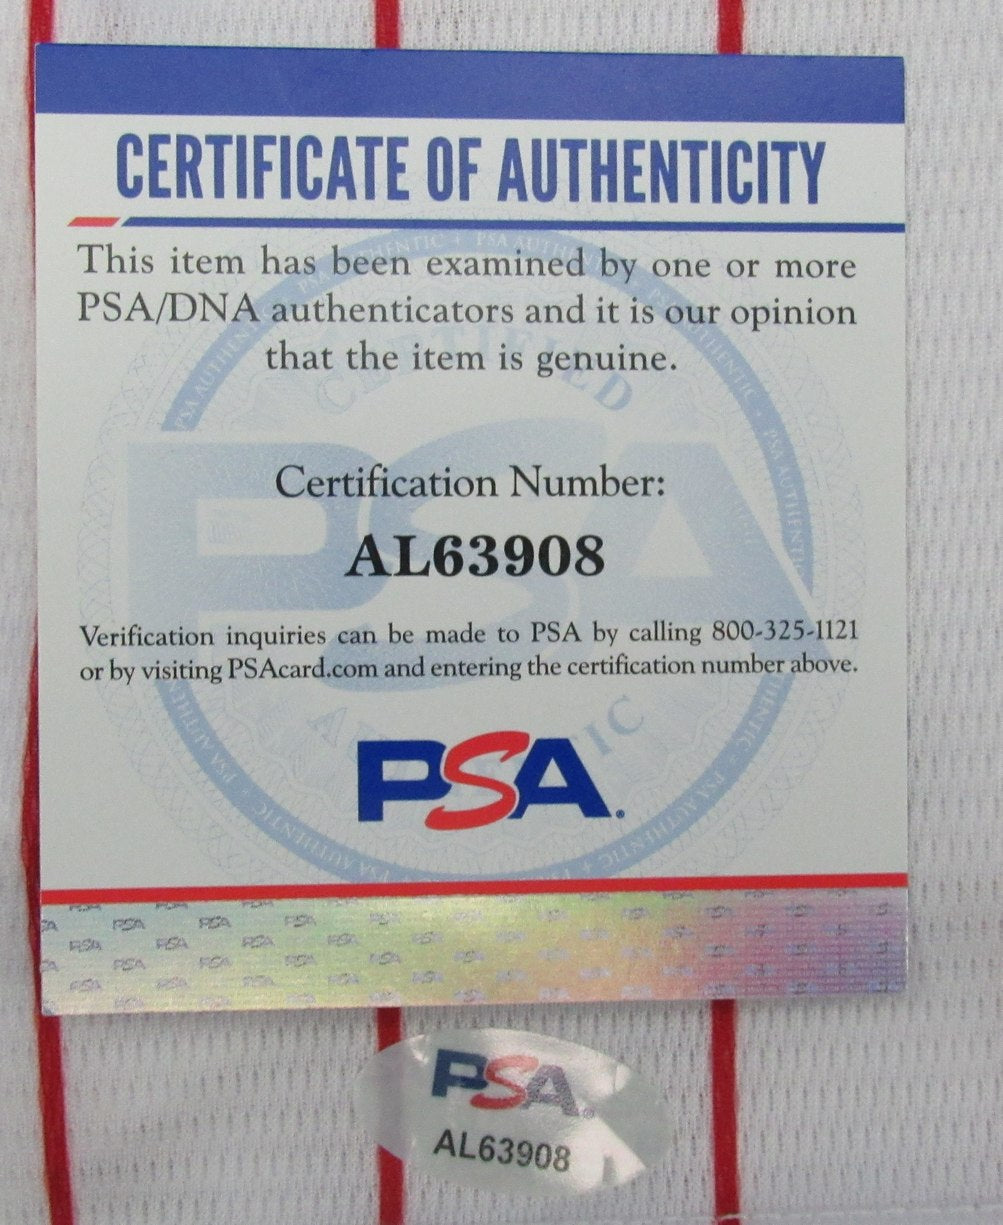 CERTIFICATE OF AUTHENTICITY
This item has been examined by one or more
PSA/DNA authenticators and it is our opinion
that the item is genuine.
CERTIFIED
Certification Number:
AL63908
Verification inquiries can be made to PSA by calling 800-325-1121
or by visiting PSAcard.com and entering the certification number above.
PSA
PSA
AL63908